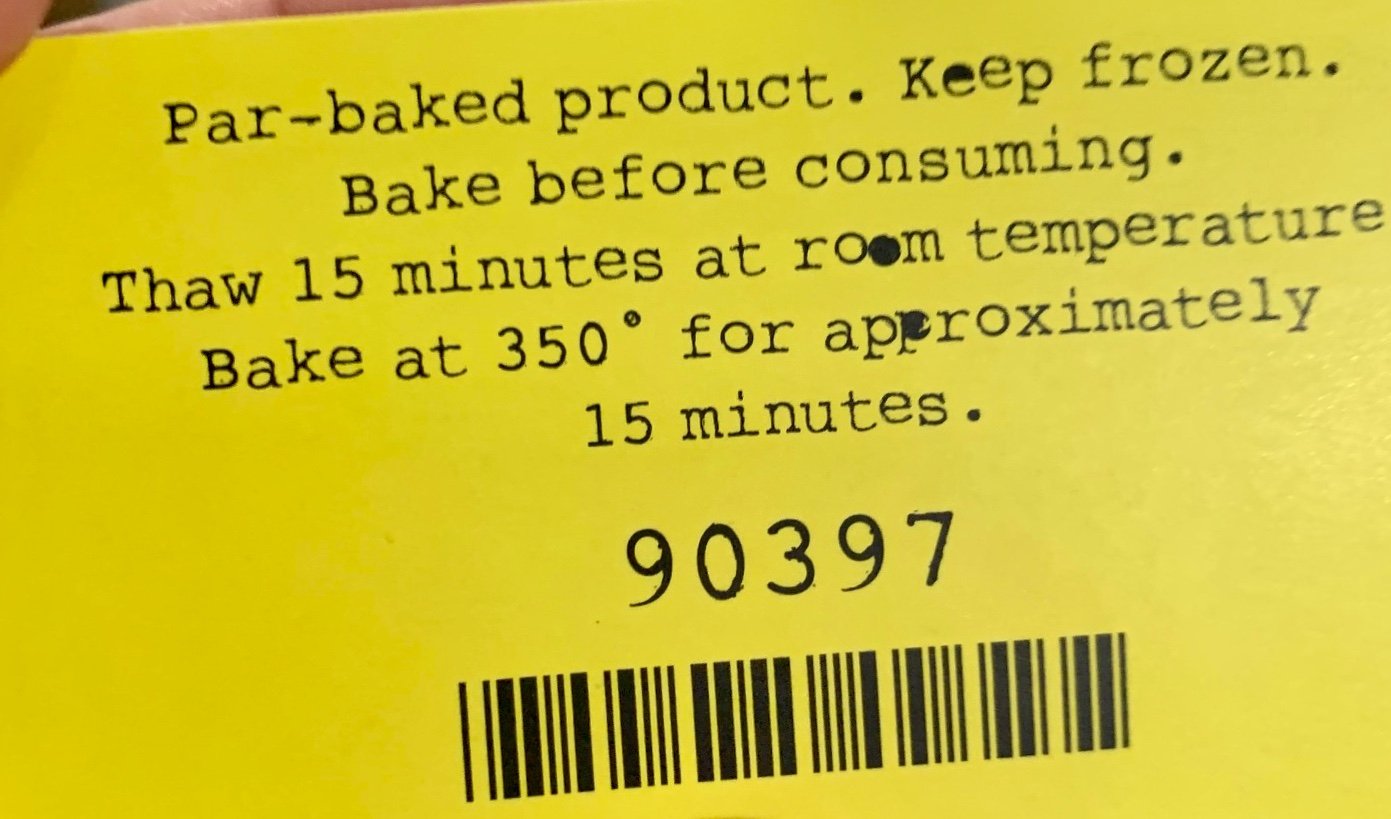 Par-baked product. Keep frozen.
Bake before consuming.
Thaw 15 minutes at room temperature
Bake at 350° for approximately
15 minutes.
90397